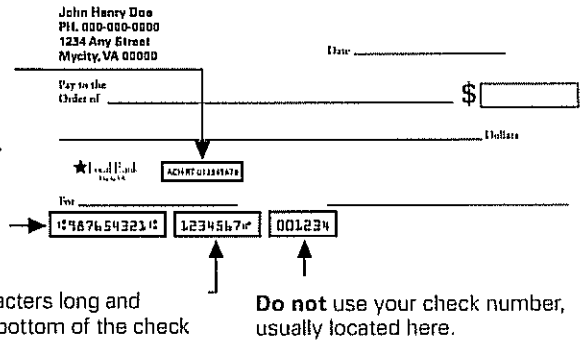 John Henry Doe
PH. 000-000-0000
1234 Any Street
Mycity, VA 00000
Date
Pay to the
Order of
$
Dollars
Local Bank
ACH RT 012345678
For
⑆987654321⑆ 1234567⑈ 001234
acters long and
bottom of the check
Do not use your check number,
usually located here.